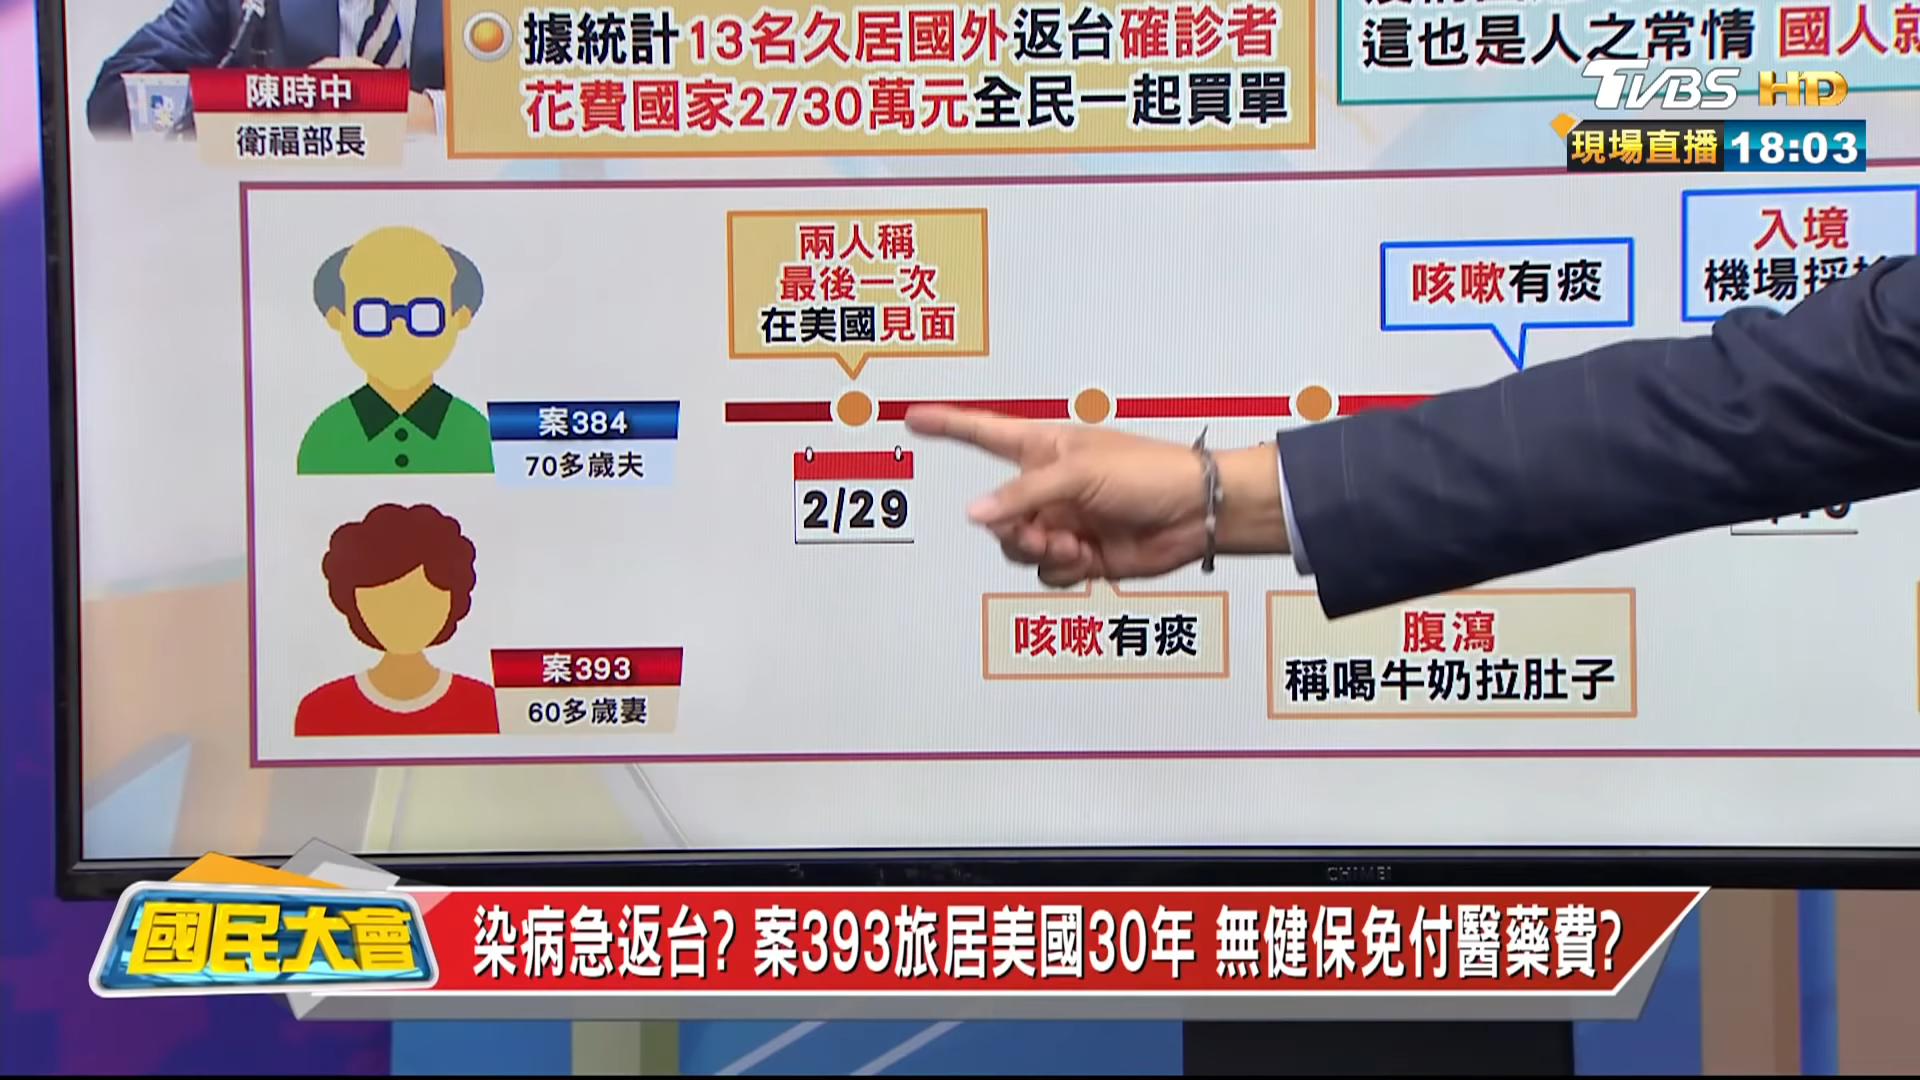 據統計13名久居國外返台確診者
花費國家2730萬元全民一起買單
這也是人之常情 國人就
TVBS HD
現場直播 18:03
陳時中
衛福部長
兩人稱
最後一次
在美國見面
咳嗽有痰
入境
機場採
案384
70多歲夫
2/29
案393
60多歲妻
咳嗽有痰
腹瀉
稱喝牛奶拉肚子
CHIMEI
國民大會
染病急返台? 案393旅居美國30年 無健保免付醫藥費?